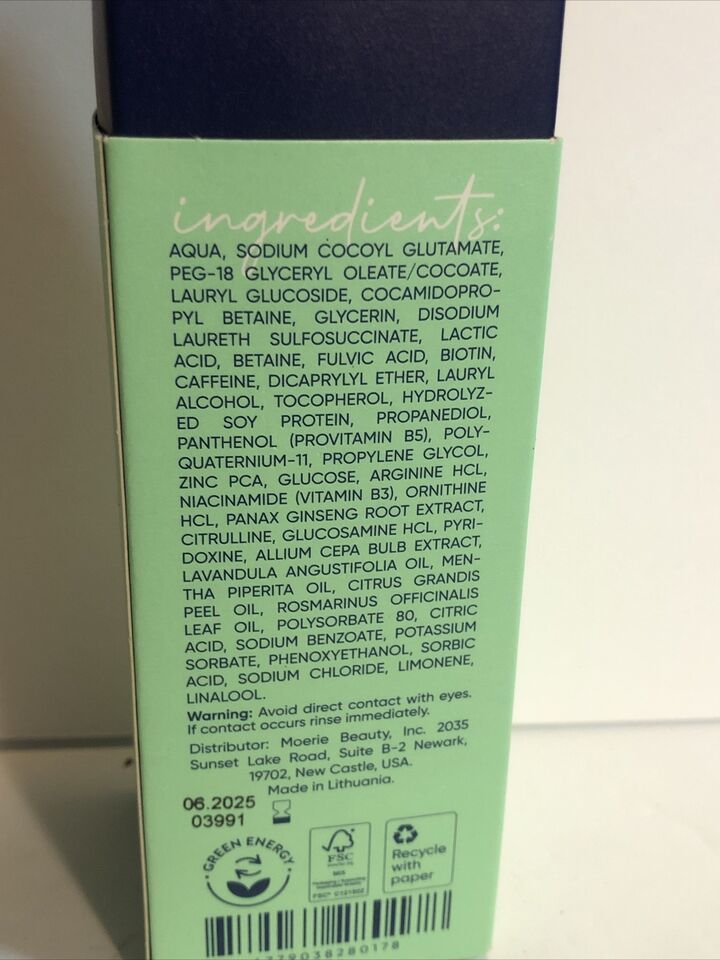 ingredients:
AQUA, SODIUM COCOYL GLUTAMATE,
PEG-18 GLYCERYL OLEATE/COCOATE,
LAURYL GLUCOSIDE, COCAMIDOPRO-
PYL BETAINE, GLYCERIN, DISODIUM
LAURETH SULFOSUCCINATE, LACTIC
ACID, BETAINE, FULVIC ACID, BIOTIN,
CAFFEINE, DICAPRYLYL ETHER, LAURYL
ALCOHOL, TOCOPHEROL, HYDROLYZ-
ED SOY PROTEIN, PROPANEDIOL,
PANTHENOL (PROVITAMIN B5), POLY-
QUATERNIUM-11, PROPYLENE GLYCOL,
ZINC PCA, GLUCOSE, ARGININE HCL,
NIACINAMIDE (VITAMIN B3), ORNITHINE
HCL, PANAX GINSENG ROOT EXTRACT,
CITRULLINE, GLUCOSAMINE HCL, PYRI-
DOXINE, ALLIUM CEPA BULB EXTRACT,
LAVANDULA ANGUSTIFOLIA OIL, MEN-
THA PIPERITA OIL, CITRUS GRANDIS
PEEL OIL, ROSMARINUS OFFICINALIS
LEAF OIL, POLYSORBATE 80, CITRIC
ACID, SODIUM BENZOATE, POTASSIUM
SORBATE, PHENOXYETHANOL, SORBIC
ACID, SODIUM CHLORIDE, LIMONENE,
LINALOOL.
Warning: Avoid direct contact with eyes.
If contact occurs rinse immediately.
Distributor: Moerie Beauty, Inc. 2035
Sunset Lake Road, Suite B-2 Newark,
19702, New Castle, USA.
Made in Lithuania.
06.2025
03991
GREEN ENERGY
FSC
MIX
Recycle
with
paper
779038280178